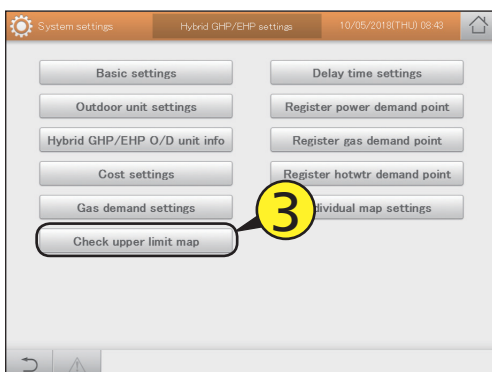 System settings
Hybrid GHP/EHP settings
10/05/2018(THU) 08:43
Basic settings
Delay time settings
Outdoor unit settings
Register power demand point
Hybrid GHP/EHP O/D unit info
Register gas demand point
Cost settings
Register hotwtr demand point
Gas demand settings
dividual map settings
Check upper limit map
3